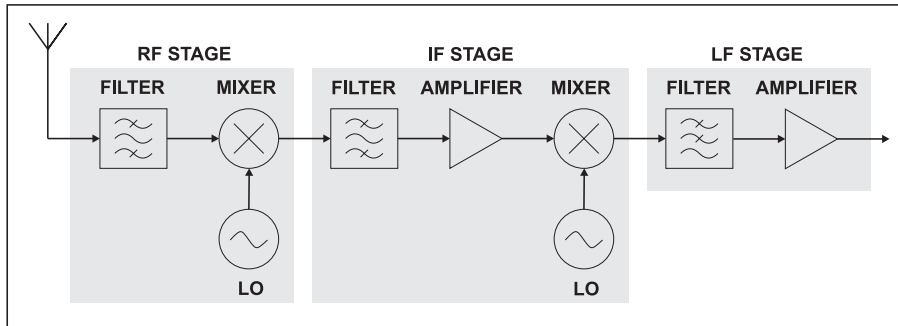 RF STAGE
IF STAGE
LF STAGE
FILTER
MIXER
FILTER
AMPLIFIER
MIXER
FILTER
AMPLIFIER
LO
LO